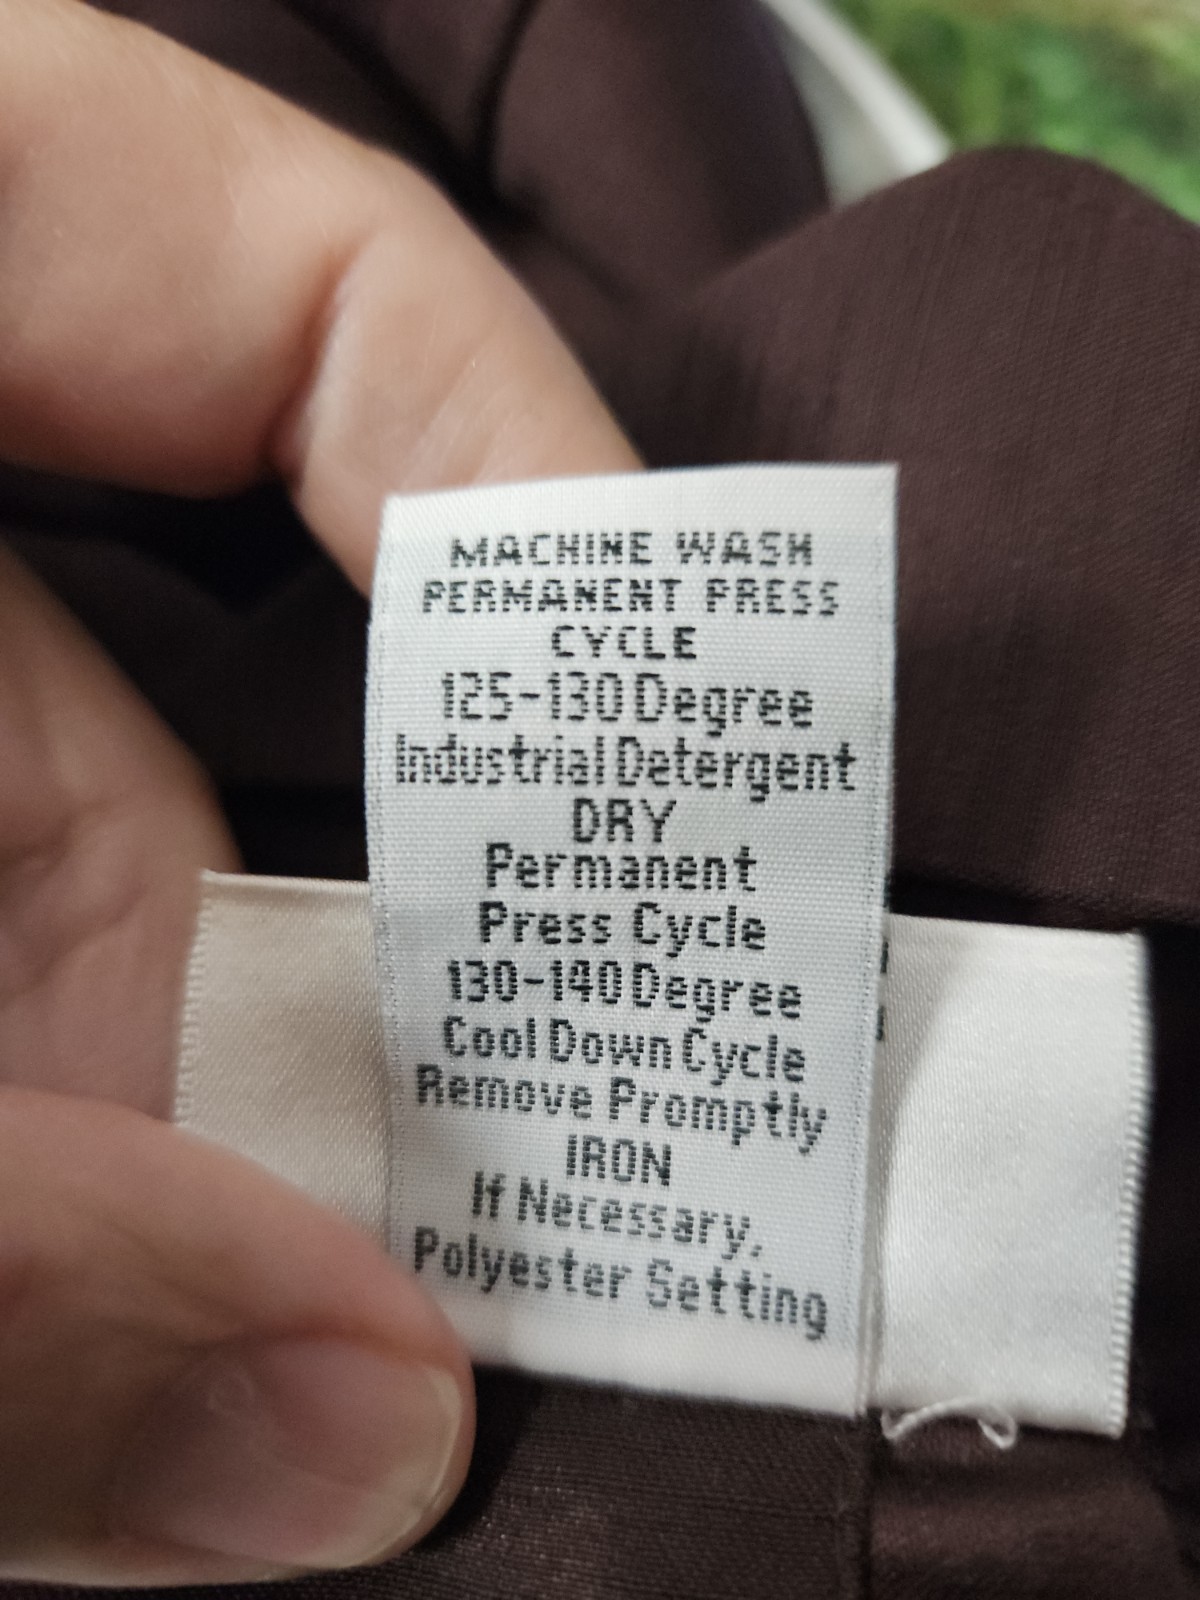 MACHINE WASH
PERMANENT PRESS
CYCLE
125-130 Degree
Industrial Detergent
DRY
Permanent
Press Cycle
130-140 Degree
Cool Down Cycle
Remove Promptly
IRON
If Necessary,
Polyester Setting